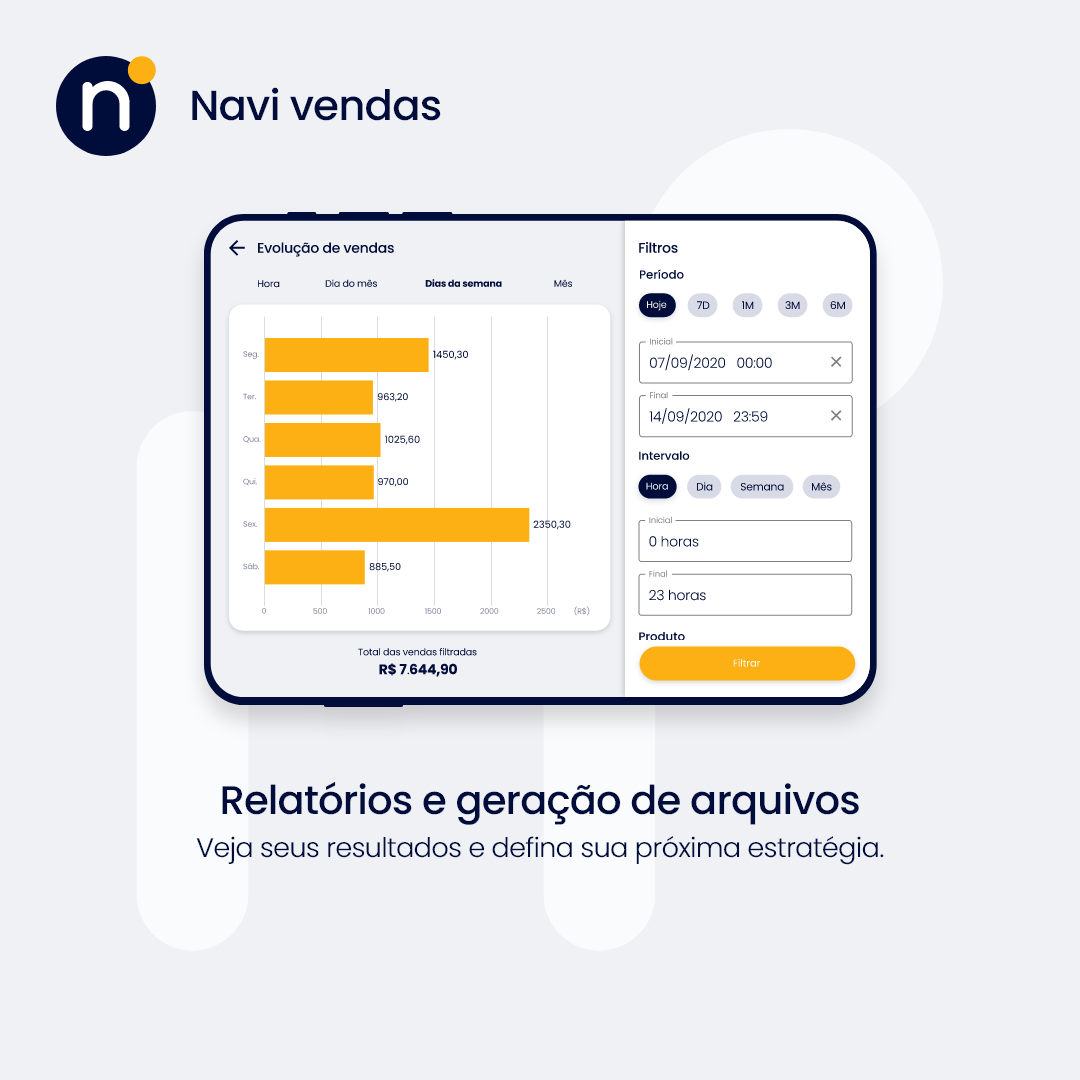 n
Navi vendas
Evolução de vendas
Hora Dia do mês Dias da semana Mês
Seg. 1450,30
Ter. 963,20
Qua. 1025,60
Qui. 970,00
Sex. 2350,30
Sáb. 885,50
0 500 1000 1500 2000 2500 (R$)
Total das vendas filtradas
R$ 7.644,90
Filtros
Período
Hoje 7D 1M 3M 6M
Inicial
07/09/2020 00:00
Final
14/09/2020 23:59
Intervalo
Hora Dia Semana Mês
Inicial
0 horas
Final
23 horas
Produto
Filtrar
Relatórios e geração de arquivos
Veja seus resultados e defina sua próxima estratégia.